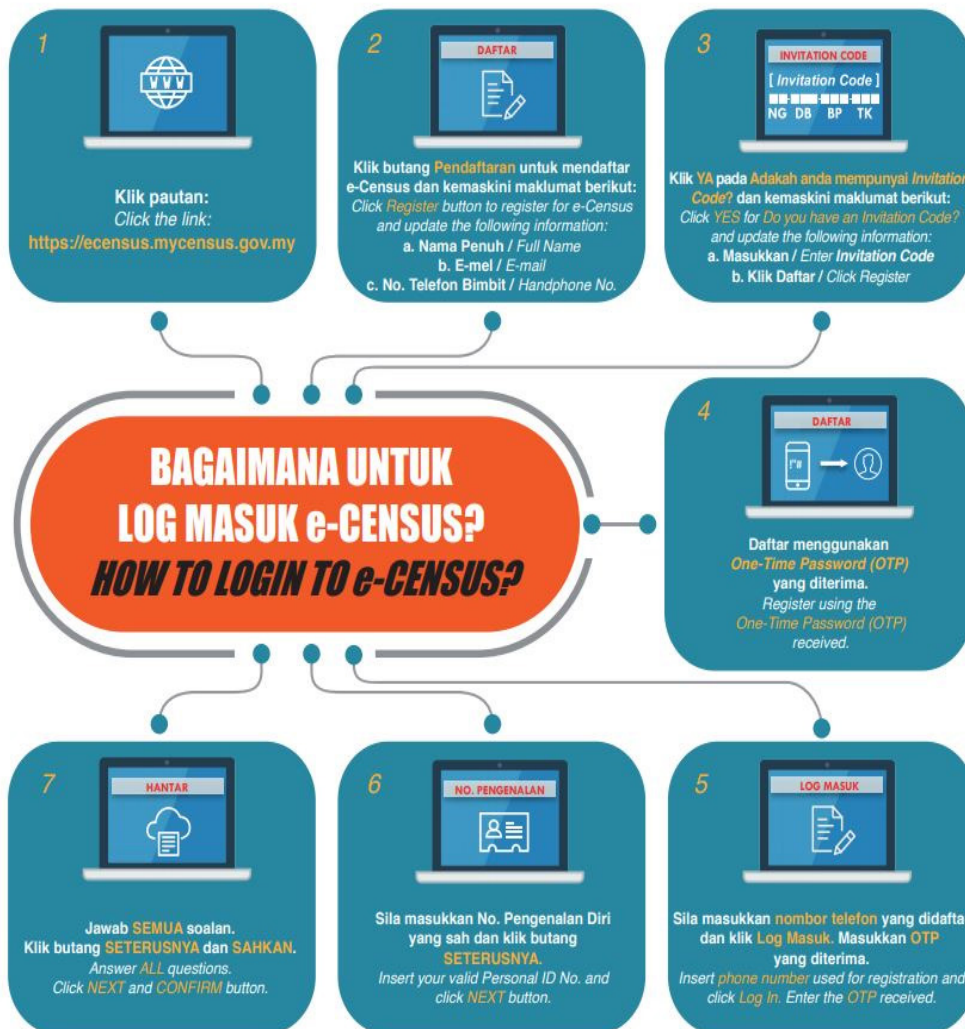 1
WWW
Klik pautan:
Click the link:
https://ecensus.mycensus.gov.my
2
DAFTAR
Klik butang Pendaftaran untuk mendaftar
e-Census dan kemaskini maklumat berikut:
Click Register button to register for e-Census
and update the following information:
a. Nama Penuh / Full Name
b. E-mel / E-mail
c. No. Telefon Bimbit / Handphone No.
3
INVITATION CODE
[ Invitation Code ]
NG DB BP TK
Klik YA pada Adakah anda mempunyai Invitation
Code? dan kemaskini maklumat berikut:
Click YES for Do you have an Invitation Code?
and update the following information:
a. Masukkan / Enter Invitation Code
b. Klik Daftar / Click Register
BAGAIMANA UNTUK
LOG MASUK e-CENSUS?
HOW TO LOGIN TO e-CENSUS?
4
DAFTAR
Daftar menggunakan
One-Time Password (OTP)
yang diterima.
Register using the
One-Time Password (OTP)
received.
5
LOG MASUK
Sila masukkan nombor telefon yang didafta
dan klik Log Masuk. Masukkan OTP
yang diterima.
Insert phone number used for registration and
click Log In. Enter the OTP received.
6
NO. PENGENALAN
Sila masukkan No. Pengenalan Diri
yang sah dan klik butang
SETERUSNYA.
Insert your valid Personal ID No. and
click NEXT button.
7
HANTAR
Jawab SEMUA soalan.
Klik butang SETERUSNYA dan SAHKAN.
Answer ALL questions.
Click NEXT and CONFIRM button.